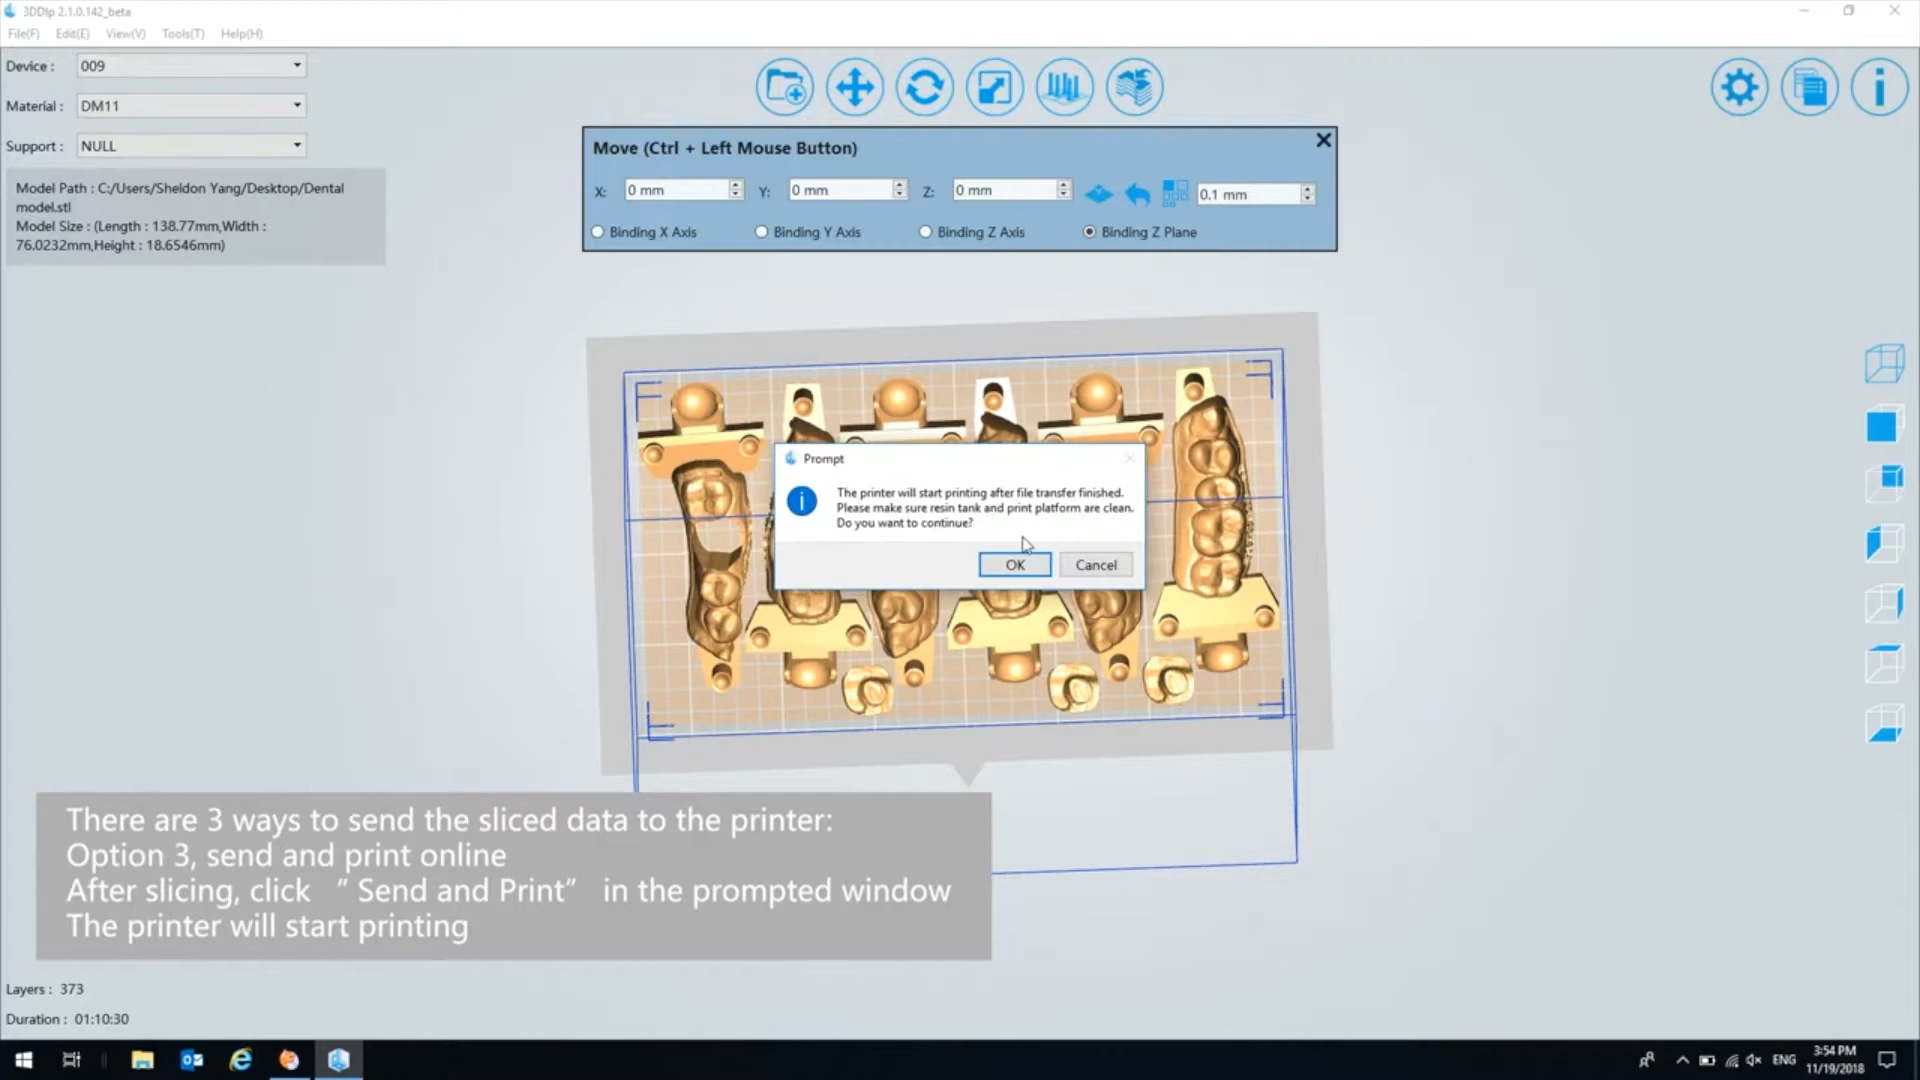 3DDlp 2.1.0.142_beta
File(F) Edit(E) View(V) Tools(T) Help(H)
Device : 009
Material : DM11
Support : NULL
Model Path : C:/Users/Sheldon Yang/Desktop/Dental
model.stl
Model Size : (Length : 138.77mm,Width :
76.0232mm,Height : 18.6546mm)
Move (Ctrl + Left Mouse Button)
X: 0 mm Y: 0 mm Z: 0 mm 0.1 mm
Binding X Axis Binding Y Axis Binding Z Axis Binding Z Plane
Prompt
The printer will start printing after file transfer finished.
Please make sure resin tank and print platform are clean.
Do you want to continue?
OK Cancel
There are 3 ways to send the sliced data to the printer:
Option 3, send and print online
After slicing, click “ Send and Print” in the prompted window
The printer will start printing
Layers : 373
Duration : 01:10:30
ENG 3:54 PM
11/19/2018